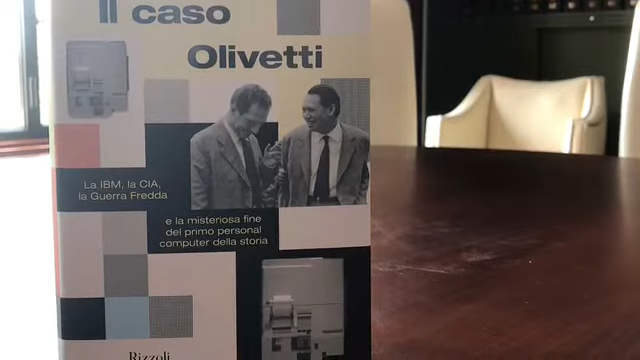 Il caso
Olivetti
La IBM, la CIA,
la Guerra Fredda
e la misteriosa fine
del primo personal
computer della storia
Rizzoli